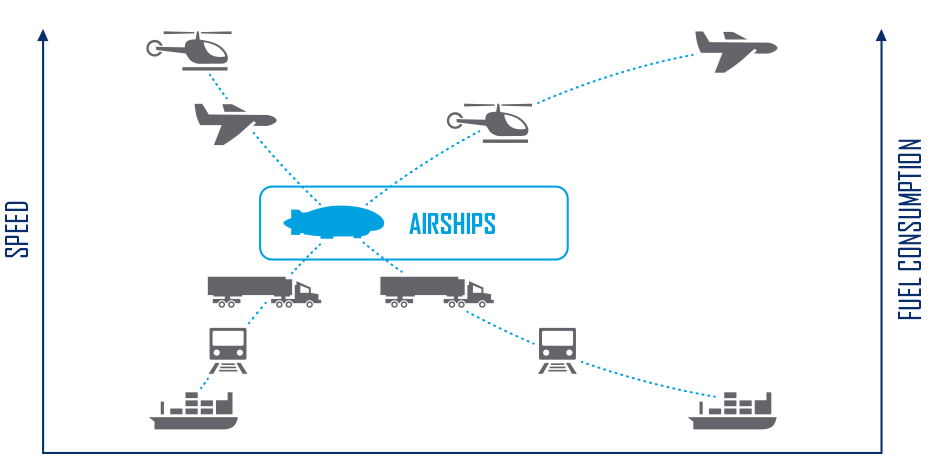 SPEED
AIRSHIPS
FUEL CONSUMPTION